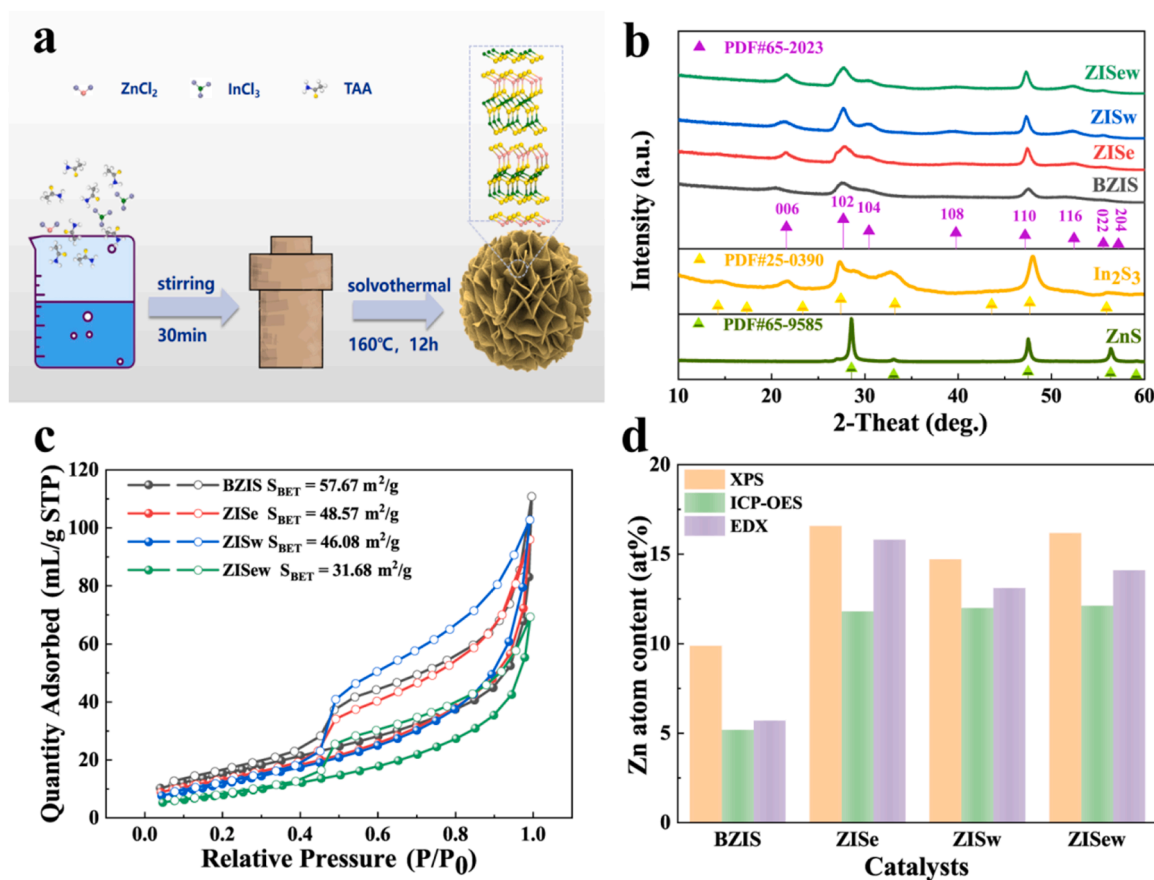 a
ZnCl2
InCl3
TAA
stirring
30min
solvothermal
160℃, 12h
b
PDF#65-2023
ZISew
ZISw
ZISe
BZIS
006
102
104
108
110
116
022
204
PDF#25-0390
In2S3
PDF#65-9585
ZnS
Intensity (a.u.)
10 20 30 40 50 60
2-Theat (deg.)
c
120
100
80
60
40
20
0
BZIS SBET = 57.67 m2/g
ZISe SBET = 48.57 m2/g
ZISw SBET = 46.08 m2/g
ZISew SBET = 31.68 m2/g
Quantity Adsorbed (mL/g STP)
0.0 0.2 0.4 0.6 0.8 1.0
Relative Pressure (P/P0)
d
20
15
10
5
0
XPS
ICP-OES
EDX
Zn atom content (at%)
BZIS ZISe ZISw ZISew
Catalysts